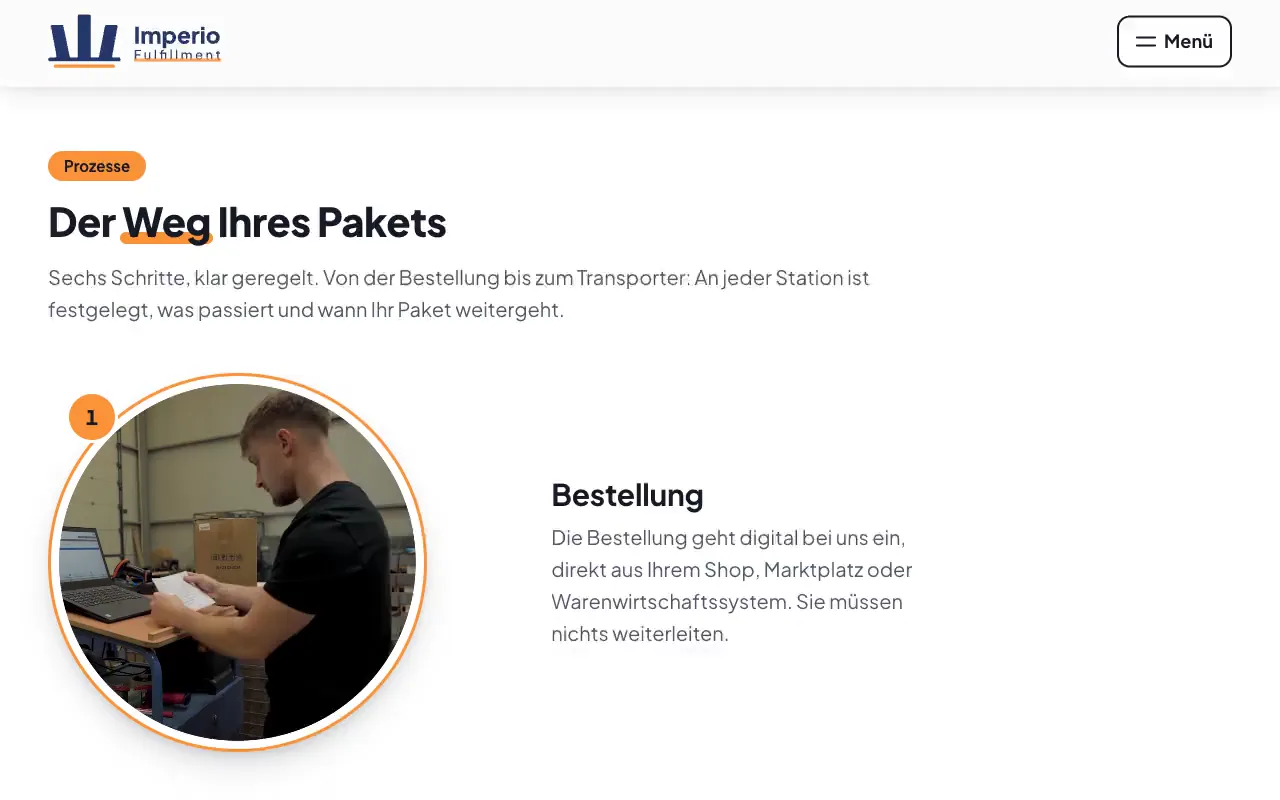 Imperio
Fulfillment
Menü
Prozesse
Der Weg Ihres Pakets
Sechs Schritte, klar geregelt. Von der Bestellung bis zum Transporter: An jeder Station ist
festgelegt, was passiert und wann Ihr Paket weitergeht.
1
Bestellung
Die Bestellung geht digital bei uns ein,
direkt aus Ihrem Shop, Marktplatz oder
Warenwirtschaftssystem. Sie müssen
nichts weiterleiten.